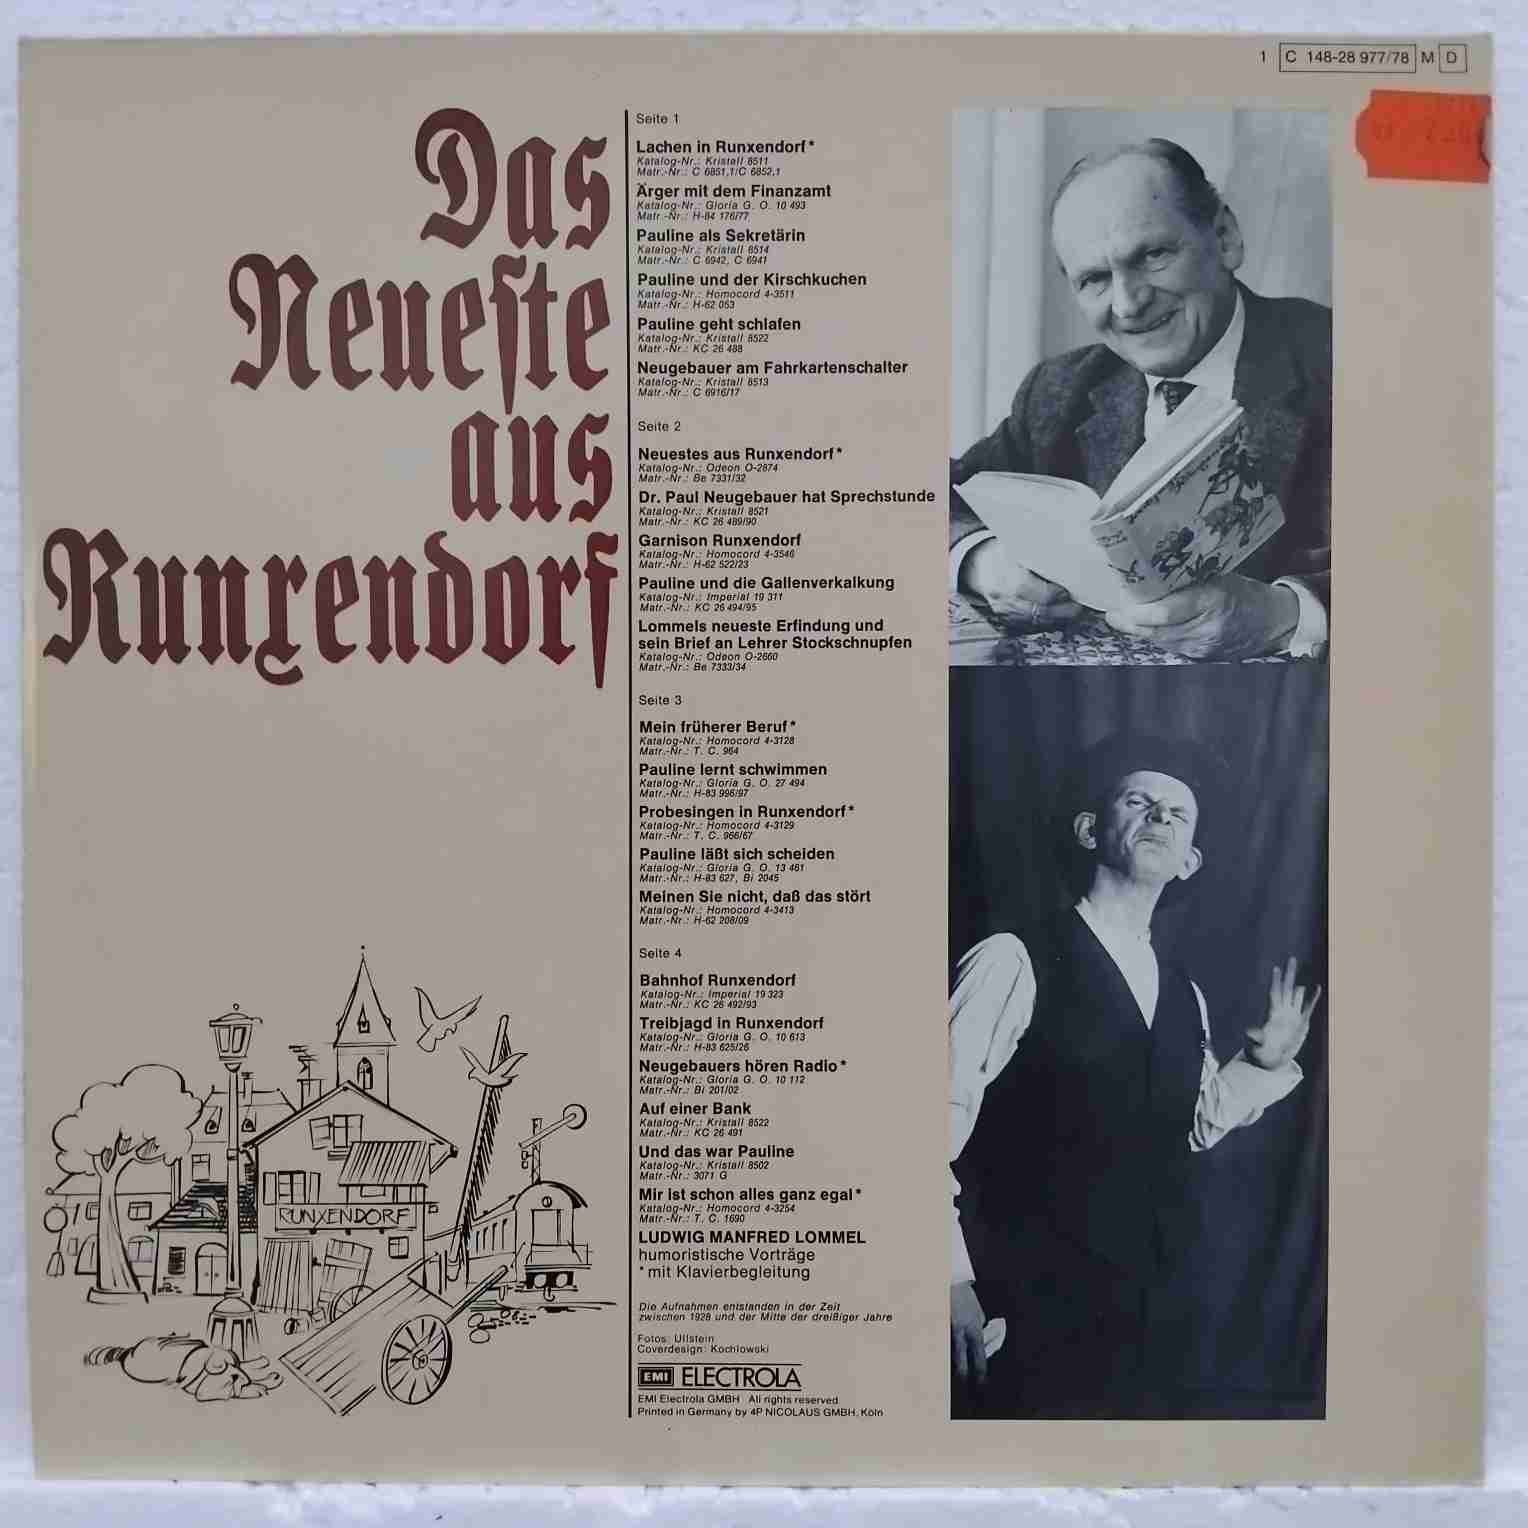 1 C 148-28 977/78 M D
Das
Neueste
aus
Runxendorf
Seite 1
Lachen in Runxendorf*
Katalog-Nr.: Kristall 8511
Matr.-Nr.: C 6851,1/C 6852,1
Ärger mit dem Finanzamt
Katalog-Nr.: Gloria G. O. 10 493
Matr.-Nr.: H-84 176/77
Pauline als Sekretärin
Katalog-Nr.: Kristall 8514
Matr.-Nr.: C 6942, C 6941
Pauline und der Kirschkuchen
Katalog-Nr.: Homocord 4-3511
Matr.-Nr.: H-62 053
Pauline geht schlafen
Katalog-Nr.: Kristall 8522
Matr.-Nr.: KC 26 488
Neugebauer am Fahrkartenschalter
Katalog-Nr.: Kristall 8513
Matr.-Nr.: C 6916/17
Seite 2
Neuestes aus Runxendorf*
Katalog-Nr.: Odeon O-2874
Matr.-Nr.: Be 7331/32
Dr. Paul Neugebauer hat Sprechstunde
Katalog-Nr.: Kristall 8521
Matr.-Nr.: KC 26 489/90
Garnison Runxendorf
Katalog-Nr.: Homocord 4-3546
Matr.-Nr.: H-62 522/23
Pauline und die Gallenverkalkung
Katalog-Nr.: Imperial 19 311
Matr.-Nr.: KC 26 494/95
Lommels neueste Erfindung und
sein Brief an Lehrer Stockschnupfen
Katalog-Nr.: Odeon O-2660
Matr.-Nr.: Be 7333/34
Seite 3
Mein früherer Beruf*
Katalog-Nr.: Homocord 4-3128
Matr.-Nr.: T. C. 964
Pauline lernt schwimmen
Katalog-Nr.: Gloria G. O. 27 494
Matr.-Nr.: H-83 996/97
Probesingen in Runxendorf*
Katalog-Nr.: Homocord 4-3129
Matr.-Nr.: T. C. 966/67
Pauline läßt sich scheiden
Katalog-Nr.: Gloria G. O. 13 461
Matr.-Nr.: H-83 627, Bi 2045
Meinen Sie nicht, daß das stört
Katalog-Nr.: Homocord 4-3413
Matr.-Nr.: H-62 208/09
Seite 4
Bahnhof Runxendorf
Katalog-Nr.: Imperial 19 323
Matr.-Nr.: KC 26 492/93
Treibjagd in Runxendorf
Katalog-Nr.: Gloria G. O. 10 613
Matr.-Nr.: H-83 625/26
Neugebauers hören Radio*
Katalog-Nr.: Gloria G. O. 10 112
Matr.-Nr.: Bi 201/02
Auf einer Bank
Katalog-Nr.: Kristall 8522
Matr.-Nr.: KC 26 491
Und das war Pauline
Katalog-Nr.: Kristall 8502
Matr.-Nr.: 3071 G
Mir ist schon alles ganz egal*
Katalog-Nr.: Homocord 4-3254
Matr.-Nr.: T. C. 1690
LUDWIG MANFRED LOMMEL
humoristische Vorträge
* mit Klavierbegleitung
Die Aufnahmen entstanden in der Zeit
zwischen 1928 und der Mitte der dreißiger Jahre
Fotos: Ullstein
Coverdesign: Kochlowski
EMI ELECTROLA
EMI Electrola GMBH All rights reserved
Printed in Germany by 4P NICOLAUS GMBH, Köln
RUNXENDORF